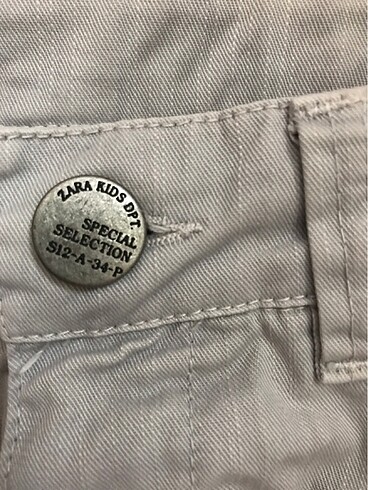 ZARA KIDS DPT.
SPECIAL
SELECTION
S12-A-34-P